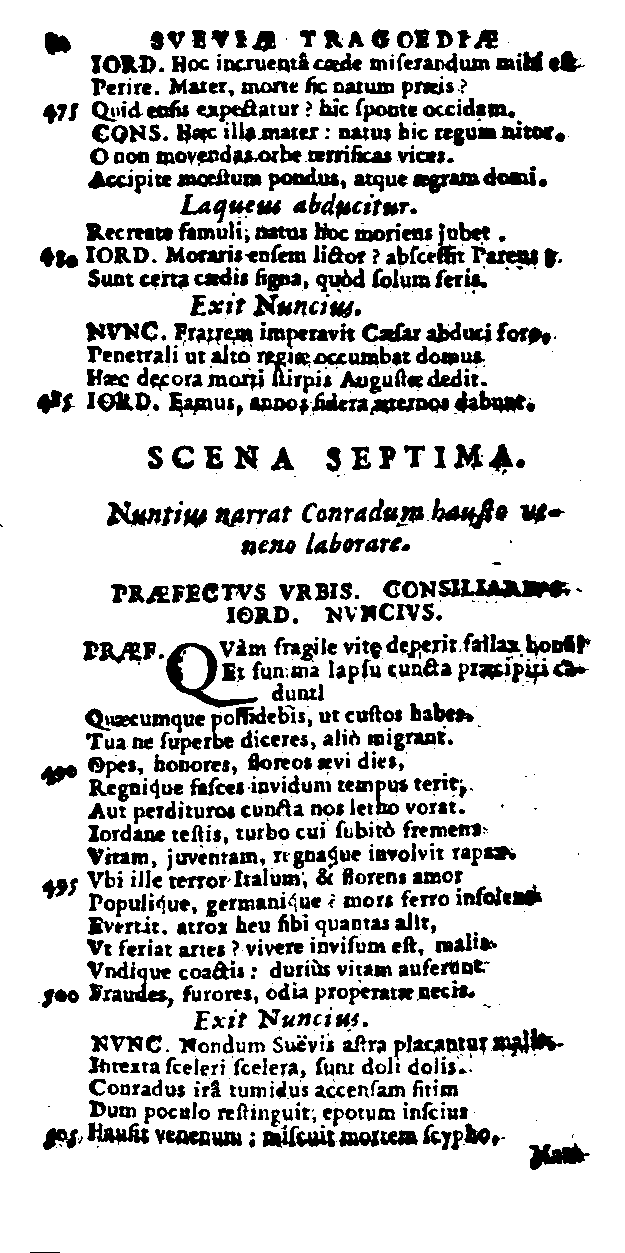 SVEVIÆ TRAGOEDIÆ
IORD. Hoc incruentâ cæde miserandum mihi est.
Perire. Mater, morte sic natum præis?
475 Quid ensis expectatur? hic sponte occidam.
CONS. Hæc illa mater: natus hic regum nitor.
O non movendas orbe terrificas vices.
Accipite mœstum pondus, atque ægram domi.
Laqueus abducitur.
Recreate famuli; natus hoc moriens jubet.
480 IORD. Moraris ensem lictor? abscessit Parens
Sunt certa cædis signa, quòd solum feris.
Exit Nuncius.
NVNC. Fratrem imperavit Cæsar abduci foro,
Penetrali ut alto regiæ occumbat domus
Hæc decora morti stirpis Augustæ dedit.
485 IORD. Eamus, annos sidera æternos dabunt.
SCENA SEPTIMA.
Nuntius narrat Conradum hausto ve-
neno laborare.
PRÆFECTVS VRBIS. CONSILIARIVS.
IORD. NVNCIVS.
PRÆF. QVàm fragile vitę deperit fallax bonū!
Et summa lapsu cuncta præcipiti ca-
dunt!
Quæcumque possidebis, ut custos habes.
Tua ne superbe diceres, aliò migrant.
490 Opes, honores, floreos ævi dies,
Regnique fasces invidum tempus terit,
Aut perdituros cuncta nos letho vorat.
Iordane testis, turbo cui subitò fremens
Vitam, juventam, regnaque involvit rapax.
495 Vbi ille terror Italum, & florens amor
Populique, germanique? mors ferro insolens
Evertit. atrox heu sibi quantas alit,
Vt feriat artes? vivere invisum est, malis
Vndique coactis: duriùs vitam auferunt
500 Fraudes, furores, odia properatæ necis.
Exit Nuncius.
NVNC. Nondum Suëvis astra placantur malis.
Intexta sceleri scelera, sunt doli dolis.
Conradus irâ tumidus accensam sitim
Dum poculo restinguit, epotum inscius
505 Hausit venenum; miscuit mortem scypho,